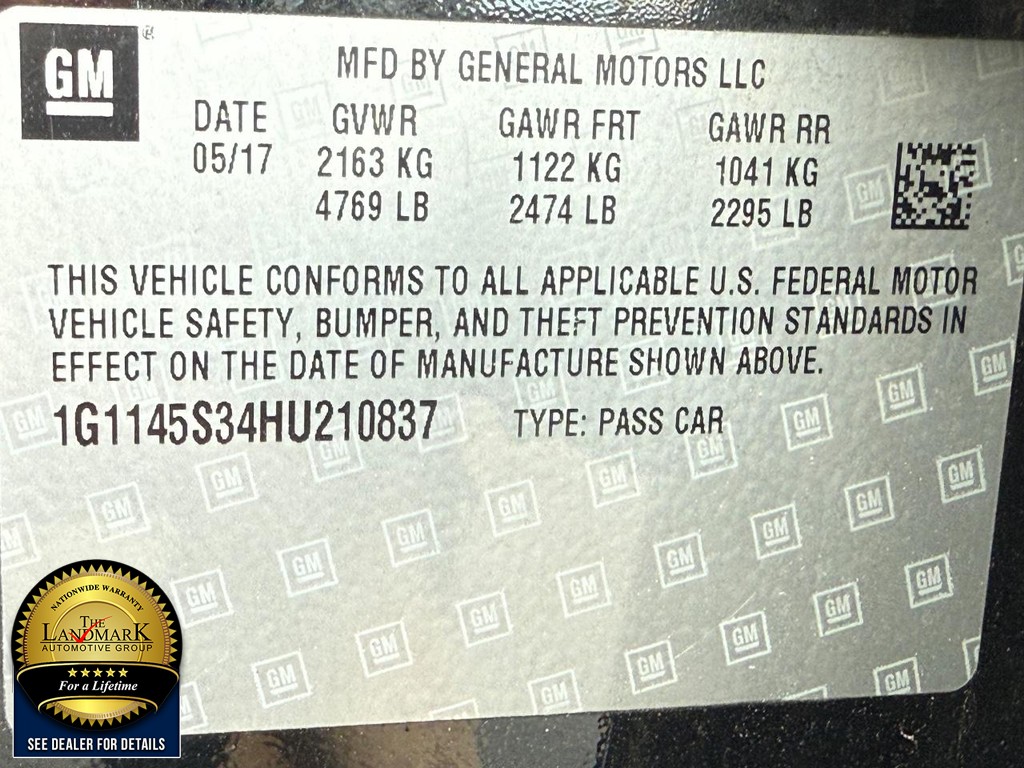 GM
MFD BY GENERAL MOTORS LLC
DATE GVWR GAWR FRT GAWR RR
05/17 2163 KG 1122 KG 1041 KG
4769 LB 2474 LB 2295 LB
THIS VEHICLE CONFORMS TO ALL APPLICABLE U.S. FEDERAL MOTOR
VEHICLE SAFETY, BUMPER, AND THEFT PREVENTION STANDARDS IN
EFFECT ON THE DATE OF MANUFACTURE SHOWN ABOVE.
1G1145S34HU210837 TYPE: PASS CAR
NATIONWIDE WARRANTY
THE
LANDMARK
AUTOMOTIVE GROUP
For a Lifetime
SEE DEALER FOR DETAILS